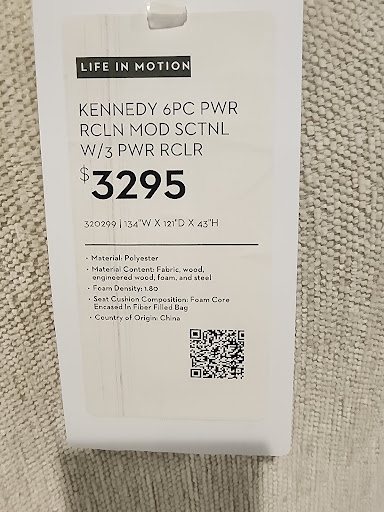 LIFE IN MOTION
KENNEDY 6PC PWR
RCLN MOD SCTNL
W/3 PWR RCLR
$3295
320299 | 134"W X 121"D X 43"H
• Material: Polyester
• Material Content: Fabric, wood,
engineered wood, foam, and steel
• Foam Density: 1.80
• Seat Cushion Composition: Foam Core
Encased In Fiber Filled Bag
• Country of Origin: China